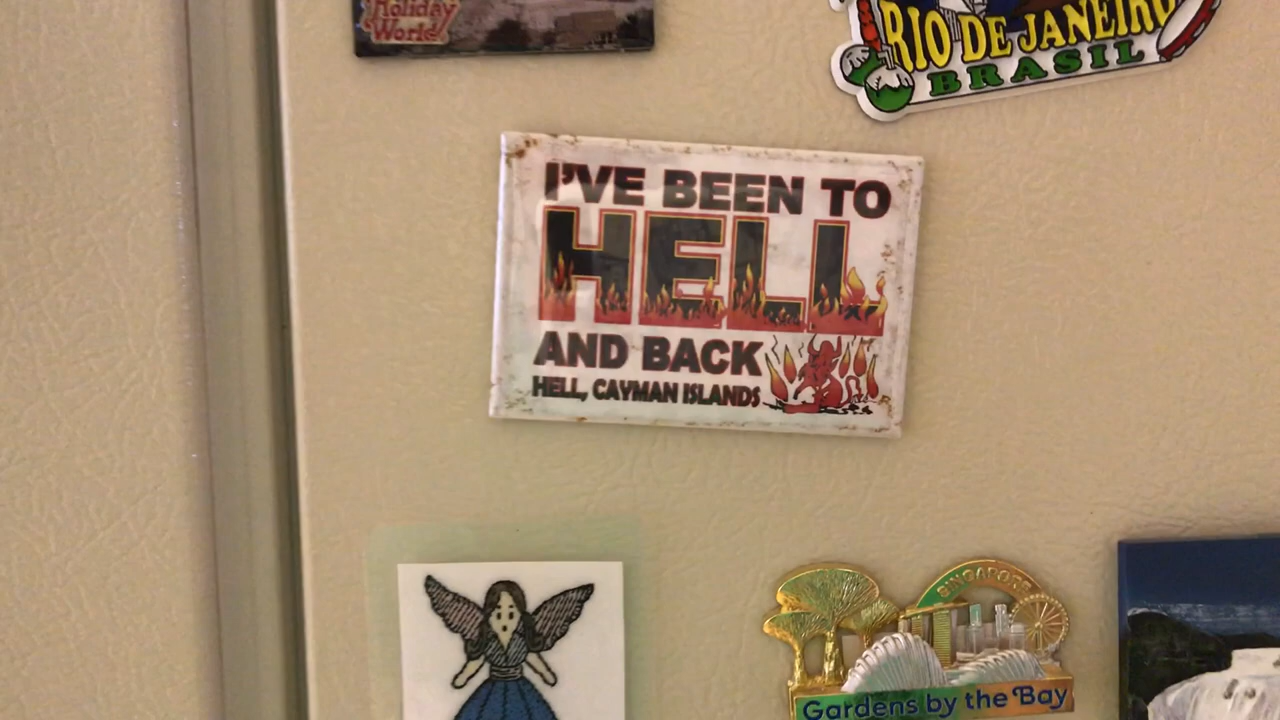 Holiday
World
RIO DE JANEIRO
BRASIL
I'VE BEEN TO
HELL
AND BACK
HELL, CAYMAN ISLANDS
SINGAPORE
Gardens by the Bay